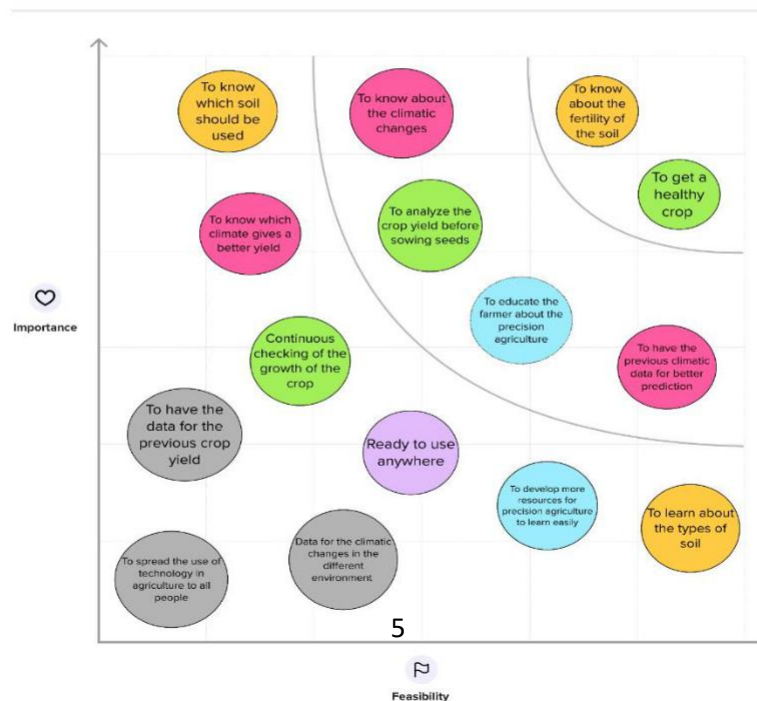 To know
which soil
should be
used
To know about
the climatic
changes
To know
about the
fertility of
the soil
To get a
healthy
crop
To know which
climate gives a
better yield
To analyze the
crop yield before
sowing seeds
To educate the
farmer about the
precision
agriculture
Importance
Continuous
checking of the
growth of the
crop
To have the
previous climatic
data for better
prediction
To have the
data for the
previous crop
yield
Ready to use
anywhere
To develop more
resources for
precision agriculture
to learn easily
To learn about
the types of
soil
To spread the use of
technology in
agriculture to all
people
Data for the climatic
changes in the
different
environment
5
Feasibility